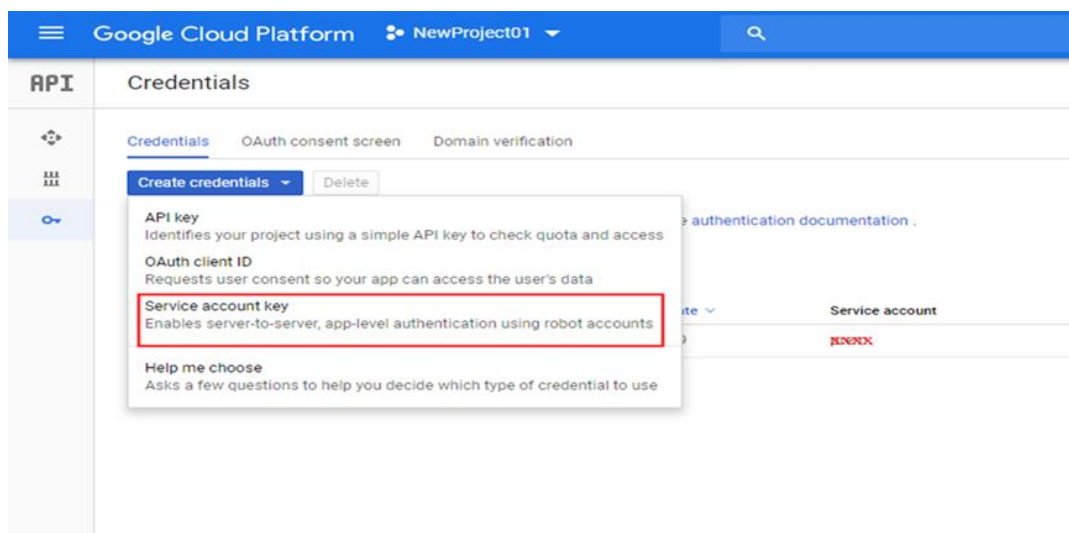 Google Cloud Platform NewProject01
API Credentials
Credentials OAuth consent screen Domain verification
Create credentials Delete
API key
Identifies your project using a simple API key to check quota and access
authentication documentation .
OAuth client ID
Requests user consent so your app can access the user's data
Service account key
Enables server-to-server, app-level authentication using robot accounts
Service account
Help me choose
Asks a few questions to help you decide which type of credential to use